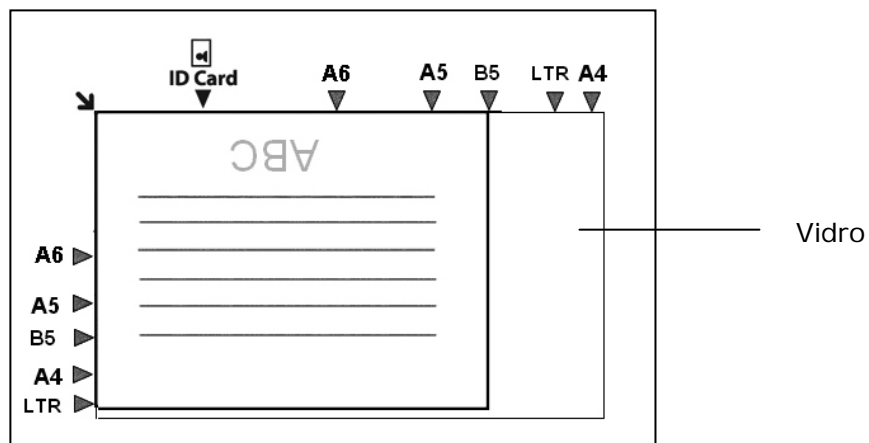 ID Card
A6 A5 B5 LTR A4
ABC
Vidro
A6
A5
B5
A4
LTR